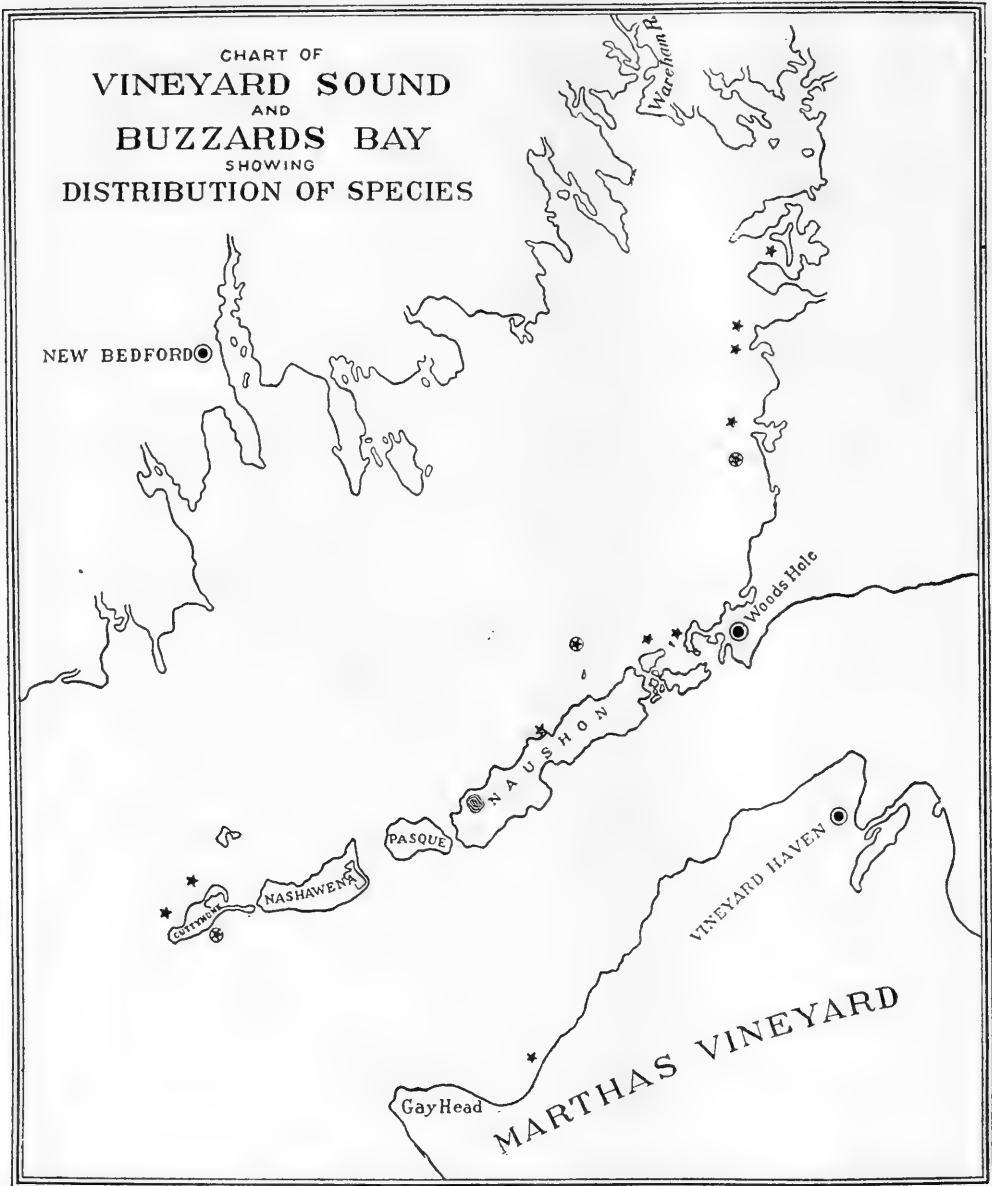 CHART OF
VINEYARD SOUND
AND
BUZZARDS BAY
SHOWING
DISTRIBUTION OF SPECIES
Wareham R.
NEW BEDFORD
Woods Hole
NAUSHON
PASQUE
NASHAWENA
CUTTYHUNK
VINEYARD HAVEN
MARTHAS VINEYARD
Gay Head